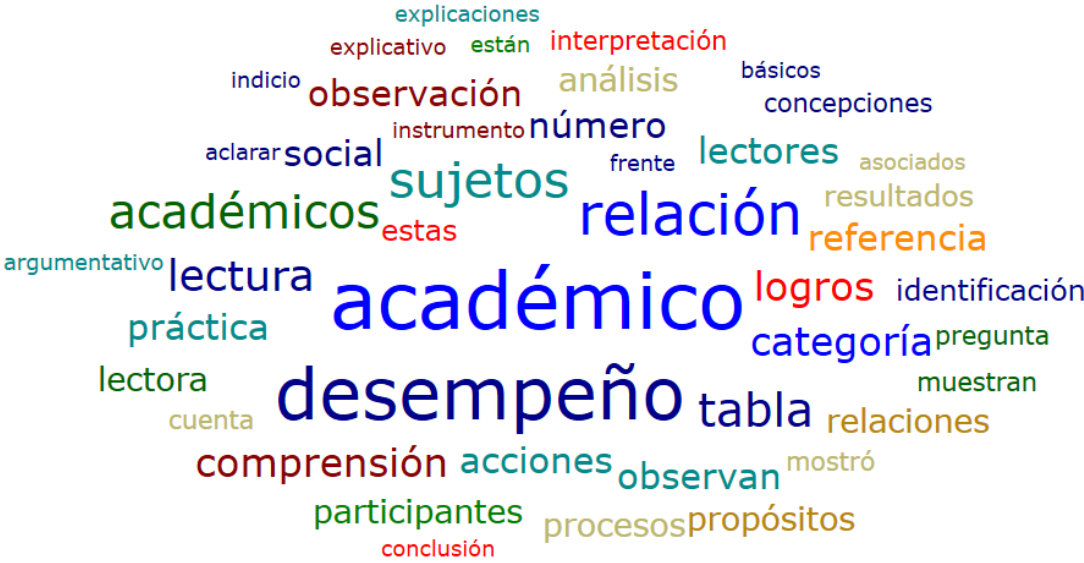 explicaciones
explicativo están interpretación
indicio observación análisis básicos
concepciones
instrumento número
aclarar social frente lectores asociados
sujetos relación resultados
académicos estas referencia
argumentativo lectura académico logros identificación
práctica categoría pregunta
lectora desempeño tabla muestran
cuenta relaciones
comprensión acciones observan mostró
participantes procesos propósitos
conclusión